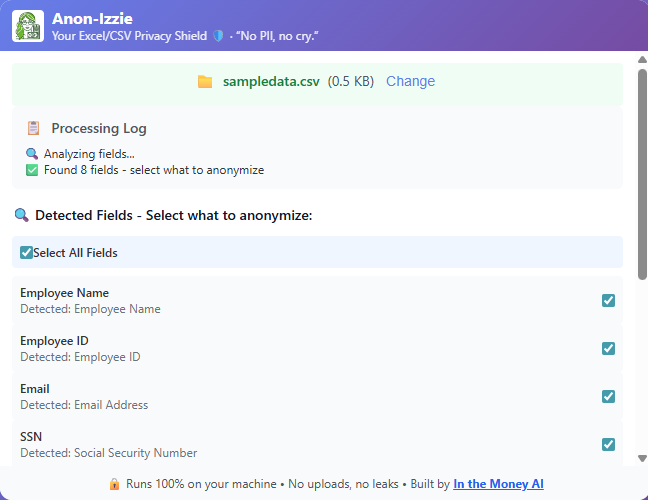 Anon-Izzie
Your Excel/CSV Privacy Shield 🛡️ · “No PII, no cry.”
📁 sampledata.csv (0.5 KB) Change
📋 Processing Log
🔍 Analyzing fields...
✅ Found 8 fields - select what to anonymize
🔍 Detected Fields - Select what to anonymize:
Select All Fields
Employee Name
Detected: Employee Name
Employee ID
Detected: Employee ID
Email
Detected: Email Address
SSN
Detected: Social Security Number
🔒 Runs 100% on your machine • No uploads, no leaks • Built by In the Money AI